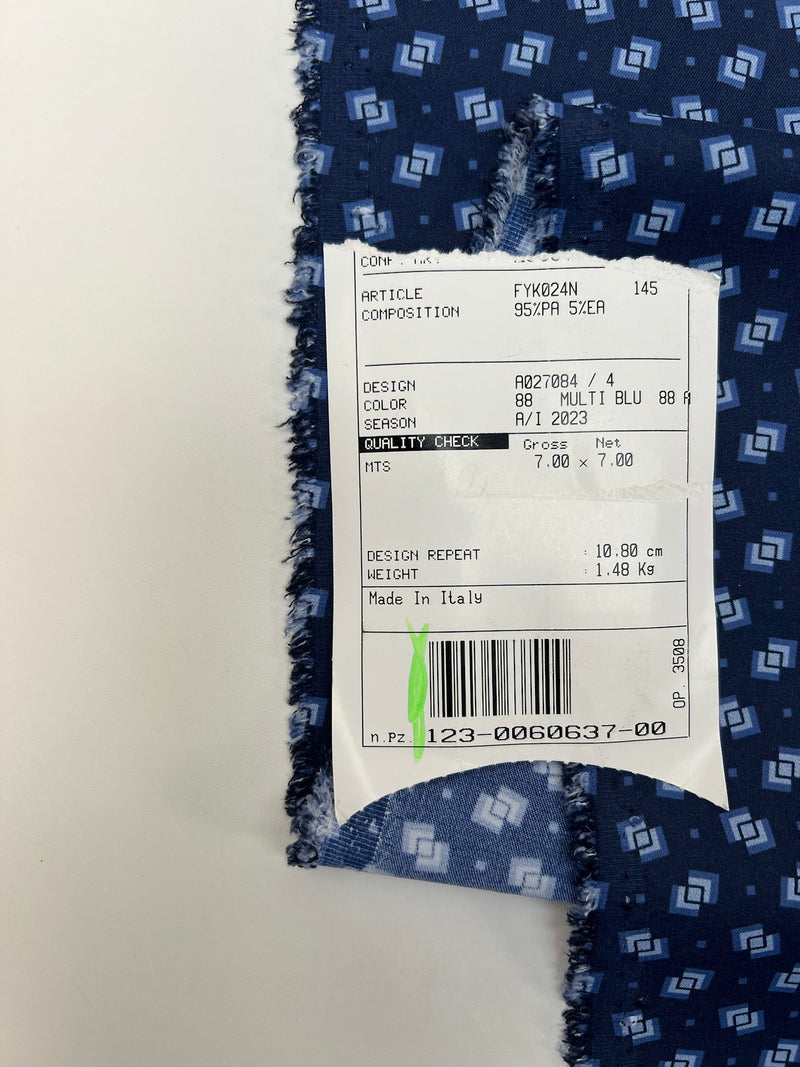 ARTICLE FYK024N 145
COMPOSITION 95%PA 5%EA
DESIGN A027084 / 4
COLOR 88 MULTI BLU 88
SEASON A/I 2023
QUALITY CHECK Gross Net
MTS 7.00 x 7.00
DESIGN REPEAT : 10.80 cm
WEIGHT : 1.48 Kg
Made In Italy
OP. 3508
n.Pz. 123-0060637-00